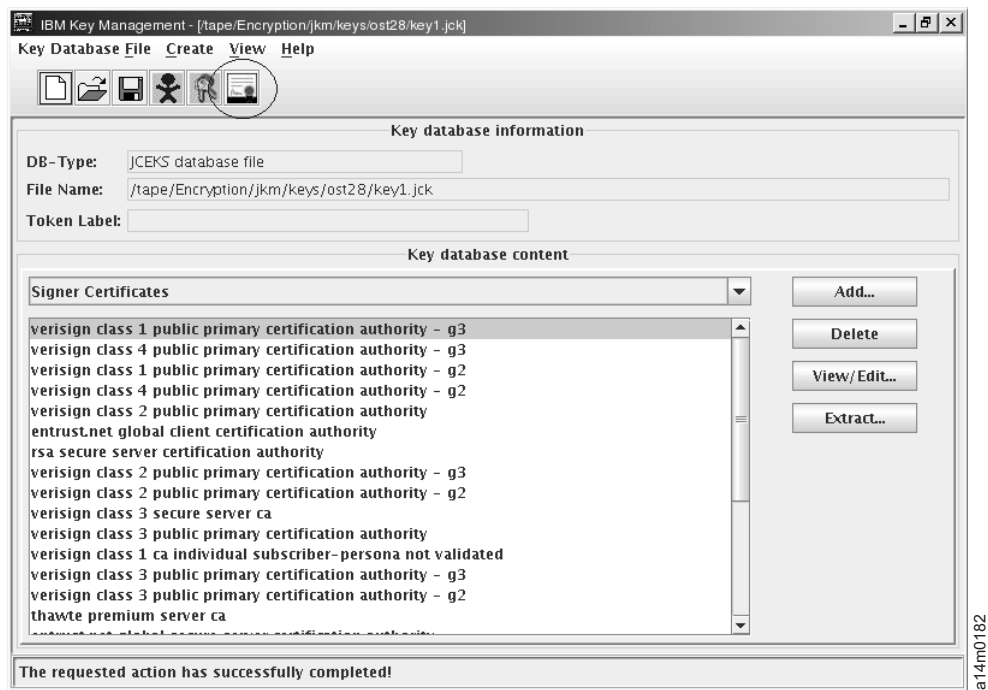 IBM Key Management - [/tape/Encryption/jkm/keys/ost28/key1.jck]
Key Database File Create View Help
Key database information
DB-Type: JCEKS database file
File Name: /tape/Encryption/jkm/keys/ost28/key1.jck
Token Label:
Key database content
Signer Certificates
Add...
verisign class 1 public primary certification authority - g3
Delete
verisign class 4 public primary certification authority - g3
verisign class 1 public primary certification authority - g2
View/Edit...
verisign class 4 public primary certification authority - g2
verisign class 2 public primary certification authority
Extract...
entrust.net global client certification authority
rsa secure server certification authority
verisign class 2 public primary certification authority - g3
verisign class 2 public primary certification authority - g2
verisign class 3 secure server ca
verisign class 3 public primary certification authority
verisign class 1 ca individual subscriber-persona not validated
verisign class 3 public primary certification authority - g3
verisign class 3 public primary certification authority - g2
thawte premium server ca
The requested action has successfully completed!
a14m0182